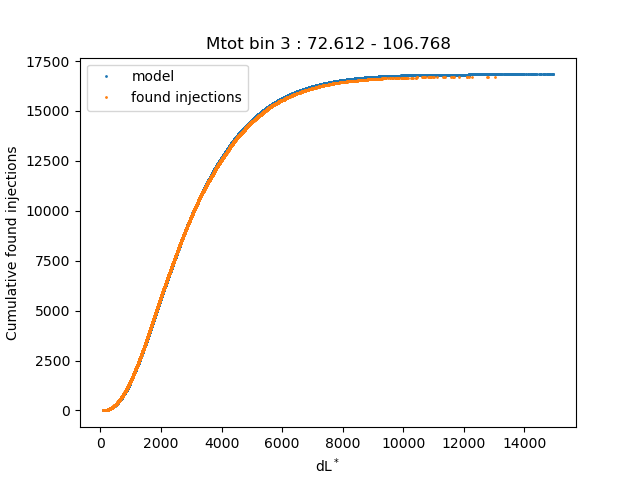 Mtot bin 3 : 72.612 - 106.768
17500
15000
12500
10000
7500
5000
2500
0
Cumulative found injections
model
found injections
0 2000 4000 6000 8000 10000 12000 14000
dL*